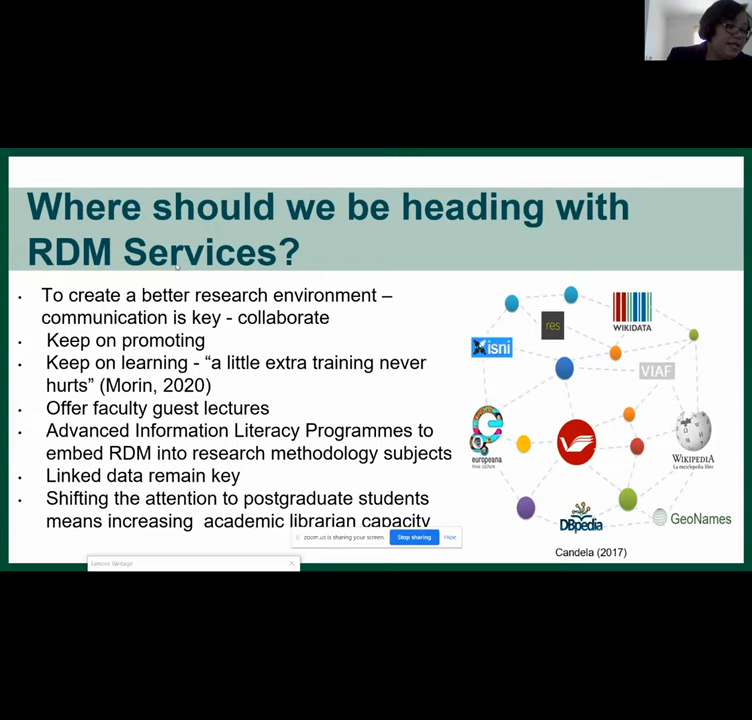 Where should we be heading with
RDM Services?
• To create a better research environment –
communication is key - collaborate
• Keep on promoting
• Keep on learning - “a little extra training never
hurts” (Morin, 2020)
• Offer faculty guest lectures
• Advanced Information Literacy Programmes to
embed RDM into research methodology subjects
• Linked data remain key
• Shifting the attention to postgraduate students
means increasing academic librarian capacity
res
WIKIDATA
isni
VIAF
europeana
think culture
WIKIPEDIA
La enciclopedia libre
DBpedia
GeoNames
Candela (2017)
zoom.us is sharing your screen.
Stop sharing
Hide
Lenovo Vantage